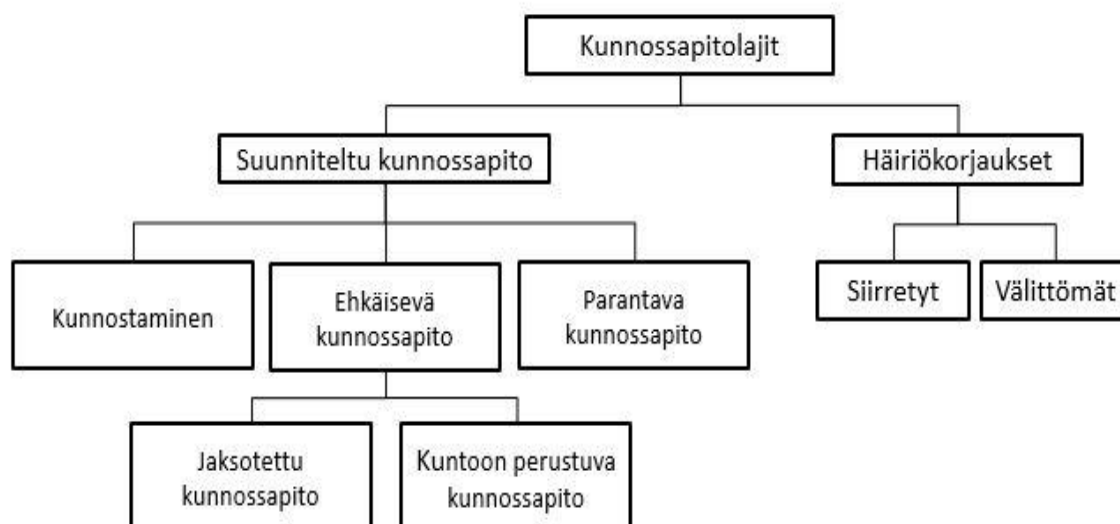 Kunnossapitolajit
Suunniteltu kunnossapito
Häiriökorjaukset
Kunnostaminen
Ehkäisevä
kunnossapito
Parantava
kunnossapito
Siirretyt
Välittömät
Jaksotettu
kunnossapito
Kuntoon perustuva
kunnossapito